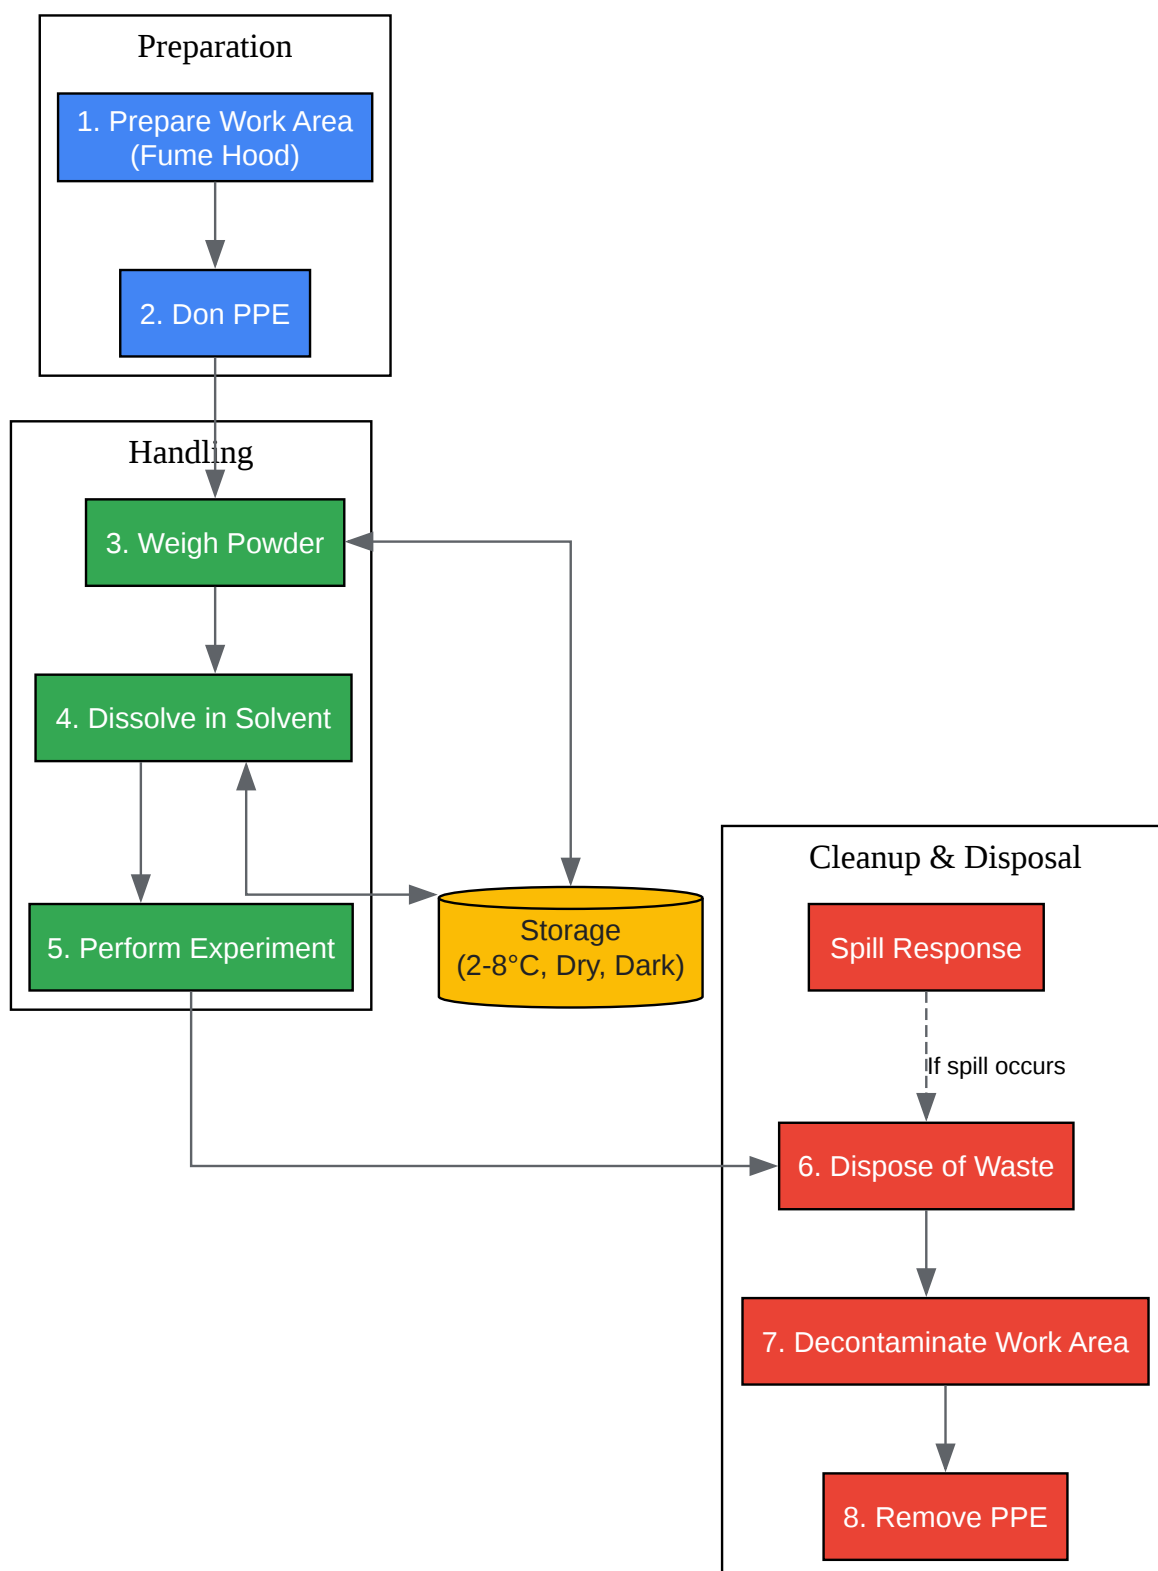 Preparation
1. Prepare Work Area
(Fume Hood)
2. Don PPE
Handling
3. Weigh Powder
4. Dissolve in Solvent
5. Perform Experiment
Storage
(2-8°C, Dry, Dark)
Cleanup & Disposal
Spill Response
If spill occurs
6. Dispose of Waste
7. Decontaminate Work Area
8. Remove PPE